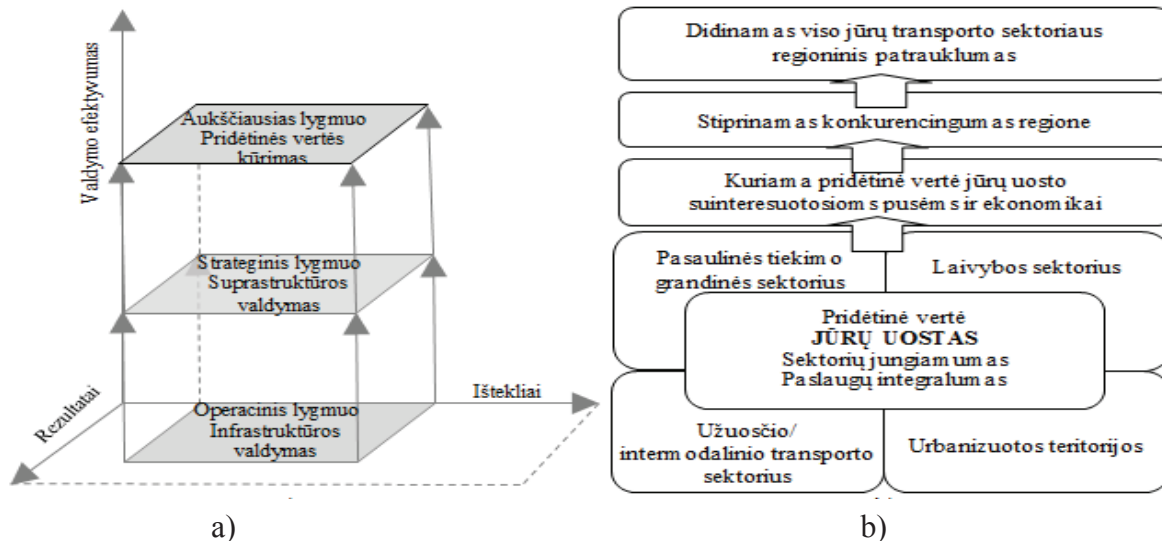 Valdymo efektyvumas
Aukščiausias lygmuo
Pridėtinės vertės
kūrimas
Strateginis lygmuo
Suprastruktūros
valdymas
Rezultatai
Ištekliai
Operacinis lygmuo
Infrastruktūros
valdymas
a)
Didinamas viso jūrų transporto sektoriaus
regioninis patrauklumas
Stiprinamas konkurencingumas regione
Kuriama pridėtinė vertė jūrų uosto
suinteresuotosioms pusėms ir ekonomikai
Pasaulinės tiekimo
grandinės sektorius
Laivybos sektorius
Pridėtinė vertė
JŪRŲ UOSTAS
Sektorių jungiamumas
Paslaugų integralumas
Užuosčio/
intermodalinio transporto
sektorius
Urbanizuotos teritorijos
b)